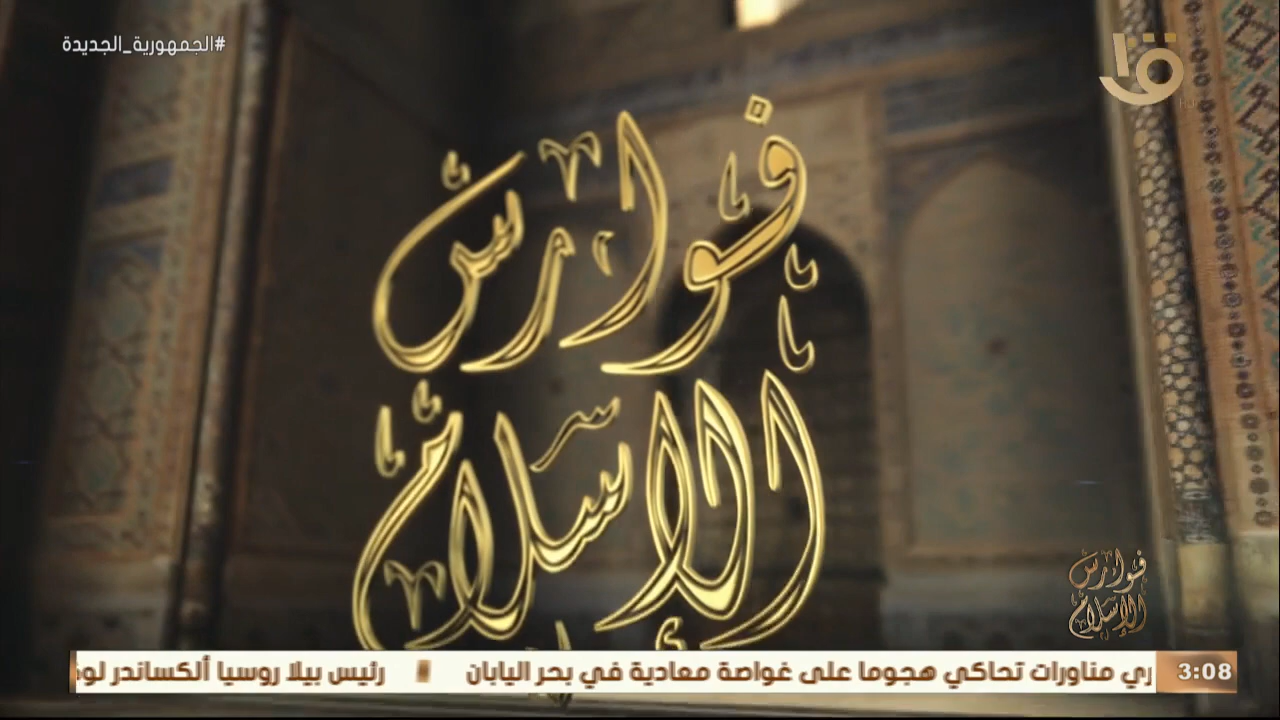 #الجمهورية_الجديدة
فوارس
الإسلام
فوارس
الإسلام
ري مناورات تحاكي هجوما على غواصة معادية في بحر اليابان ▪ رئيس بيلا روسيا ألكساندر لو
3:08